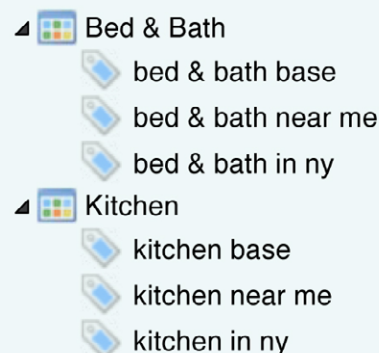 Bed & Bath
bed & bath base
bed & bath near me
bed & bath in ny
Kitchen
kitchen base
kitchen near me
kitchen in ny